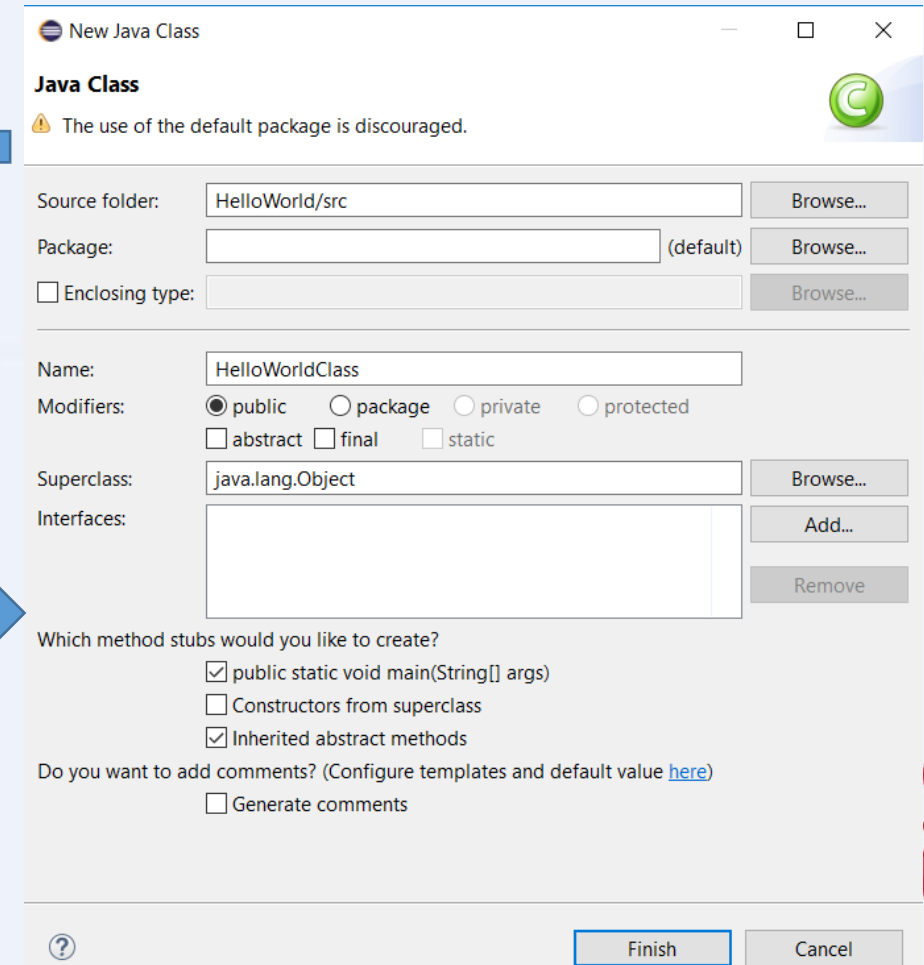 New Java Class
Java Class
The use of the default package is discouraged.
Source folder: HelloWorld/src Browse...
Package: (default) Browse...
Enclosing type: Browse...
Name: HelloWorldClass
Modifiers: public package private protected
abstract final static
Superclass: java.lang.Object Browse...
Interfaces: Add...
Remove
Which method stubs would you like to create?
public static void main(String[] args)
Constructors from superclass
Inherited abstract methods
Do you want to add comments? (Configure templates and default value here)
Generate comments
? Finish Cancel